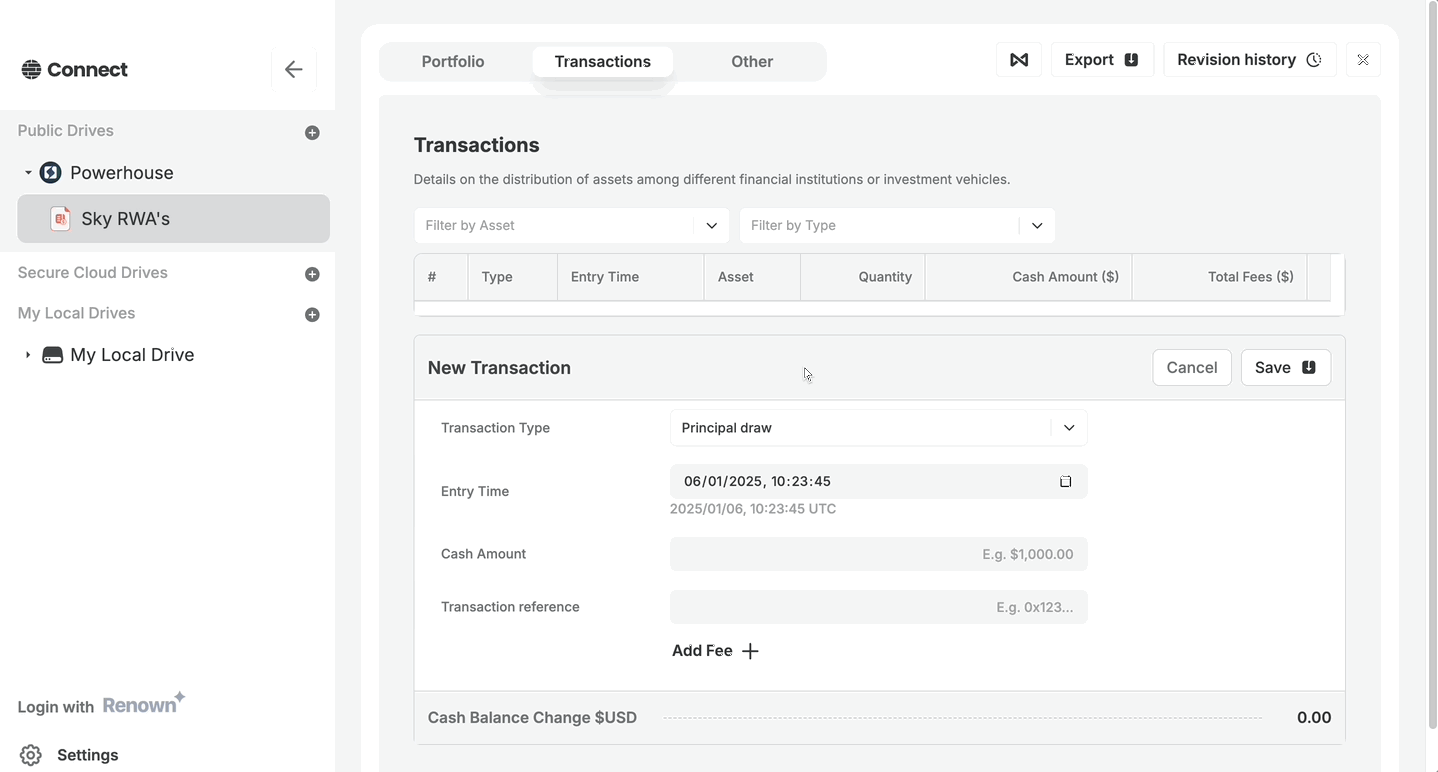 Connect
Public Drives
Powerhouse
Sky RWA's
Secure Cloud Drives
My Local Drives
My Local Drive
Login with Renown
Settings
Portfolio Transactions Other
Export Revision history
Transactions
Details on the distribution of assets among different financial institutions or investment vehicles.
Filter by Asset Filter by Type
# Type Entry Time Asset Quantity Cash Amount ($) Total Fees ($)
New Transaction Cancel Save
Transaction Type Principal draw
Entry Time 06/01/2025, 10:23:45
2025/01/06, 10:23:45 UTC
Cash Amount E.g. $1,000.00
Transaction reference E.g. 0x123...
Add Fee
Cash Balance Change $USD 0.00